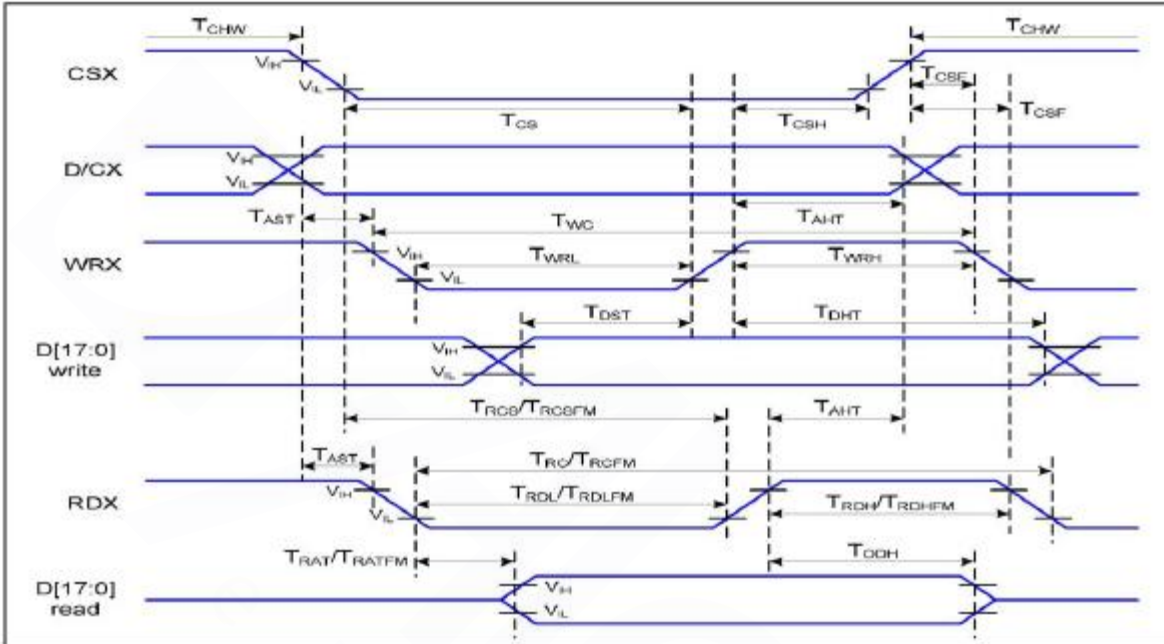 TCHW TCHW
CSX VIH TCSF
VIL TCS TCSH TCSF
D/CX VIH
VIL
TAST TWC TAHT
WRX VIH TWRL TWRH
VIL
TDST TDHT
D[17:0] VIH
write VIL
TRCS/TRCSFM TAHT
TAST TRC/TRCFM
RDX VIH TRDL/TRDLFM TRDH/TRDHFM
VIL
TRAT/TRATFM TODH
D[17:0] VIH
read VIL